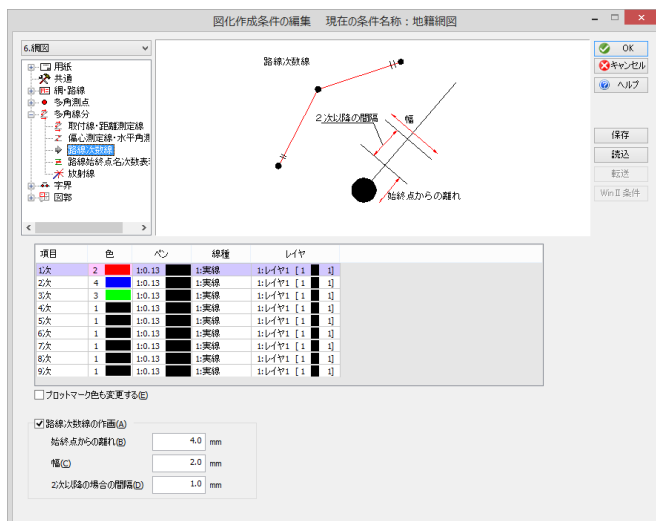 図化作成条件の編集　現在の条件名称：地籍網図
6.網図
用紙
共通
網・路線
多角測点
多角線分
取付線・距離測定線
偏心測定線・水平角測
路線次数線
路線始終点名次数表示
放射線
字界
図郭
路線次数線
2次以降の間隔
幅
始終点からの離れ
OK
キャンセル
ヘルプ
保存
読込
転送
WinⅡ条件
項目 色 ペン 線種 レイヤ
1次 2 1:0.13 1:実線 1:レイヤ1 [ 1 1]
2次 4 1:0.13 1:実線 1:レイヤ1 [ 1 1]
3次 3 1:0.13 1:実線 1:レイヤ1 [ 1 1]
4次 1 1:0.13 1:実線 1:レイヤ1 [ 1 1]
5次 1 1:0.13 1:実線 1:レイヤ1 [ 1 1]
6次 1 1:0.13 1:実線 1:レイヤ1 [ 1 1]
7次 1 1:0.13 1:実線 1:レイヤ1 [ 1 1]
8次 1 1:0.13 1:実線 1:レイヤ1 [ 1 1]
9次 1 1:0.13 1:実線 1:レイヤ1 [ 1 1]
プロットマーク色も変更する(E)
路線次数線の作画(A)
始終点からの離れ(B) 4.0 mm
幅(C) 2.0 mm
2次以降の場合の間隔(D) 1.0 mm